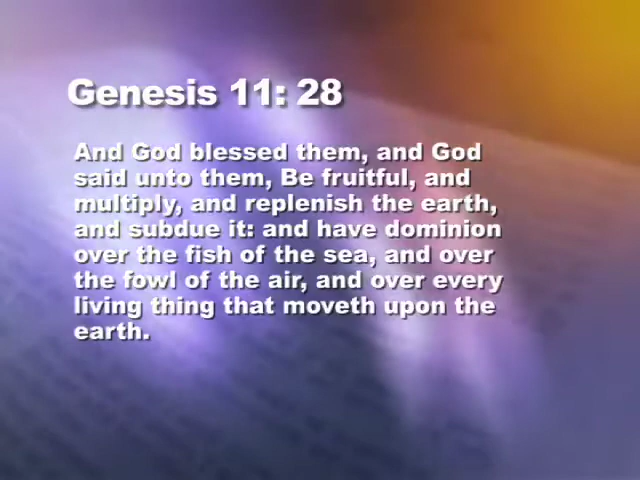 Genesis 11: 28
And God blessed them, and God
said unto them, Be fruitful, and
multiply, and replenish the earth,
and subdue it: and have dominion
over the fish of the sea, and over
the fowl of the air, and over every
living thing that moveth upon the
earth.